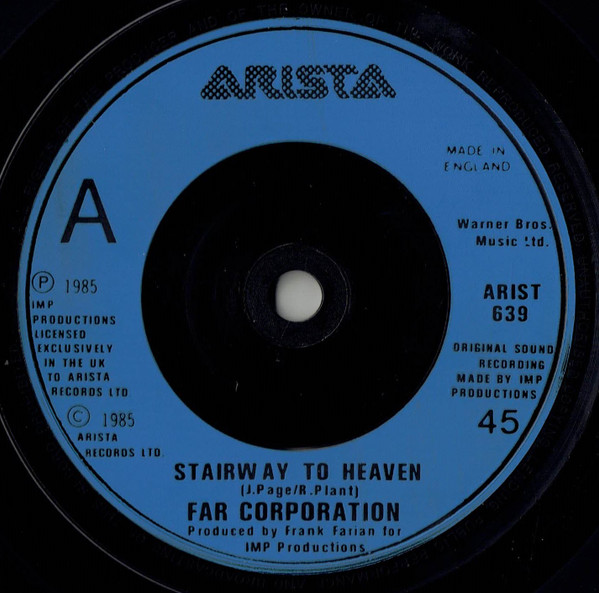 ARISTA
MADE IN
ENGLAND
A
Warner Bros.
Music Ltd.
ARIST
639
Ⓟ 1985
IMP
PRODUCTIONS
LICENSED
EXCLUSIVELY
IN THE UK
TO ARISTA
RECORDS LTD
© 1985
ARISTA
RECORDS LTD.
ORIGINAL SOUND
RECORDING
MADE BY IMP
PRODUCTIONS
45
STAIRWAY TO HEAVEN
(J.Page/R.Plant)
FAR CORPORATION
Produced by Frank Farian for
IMP Productions